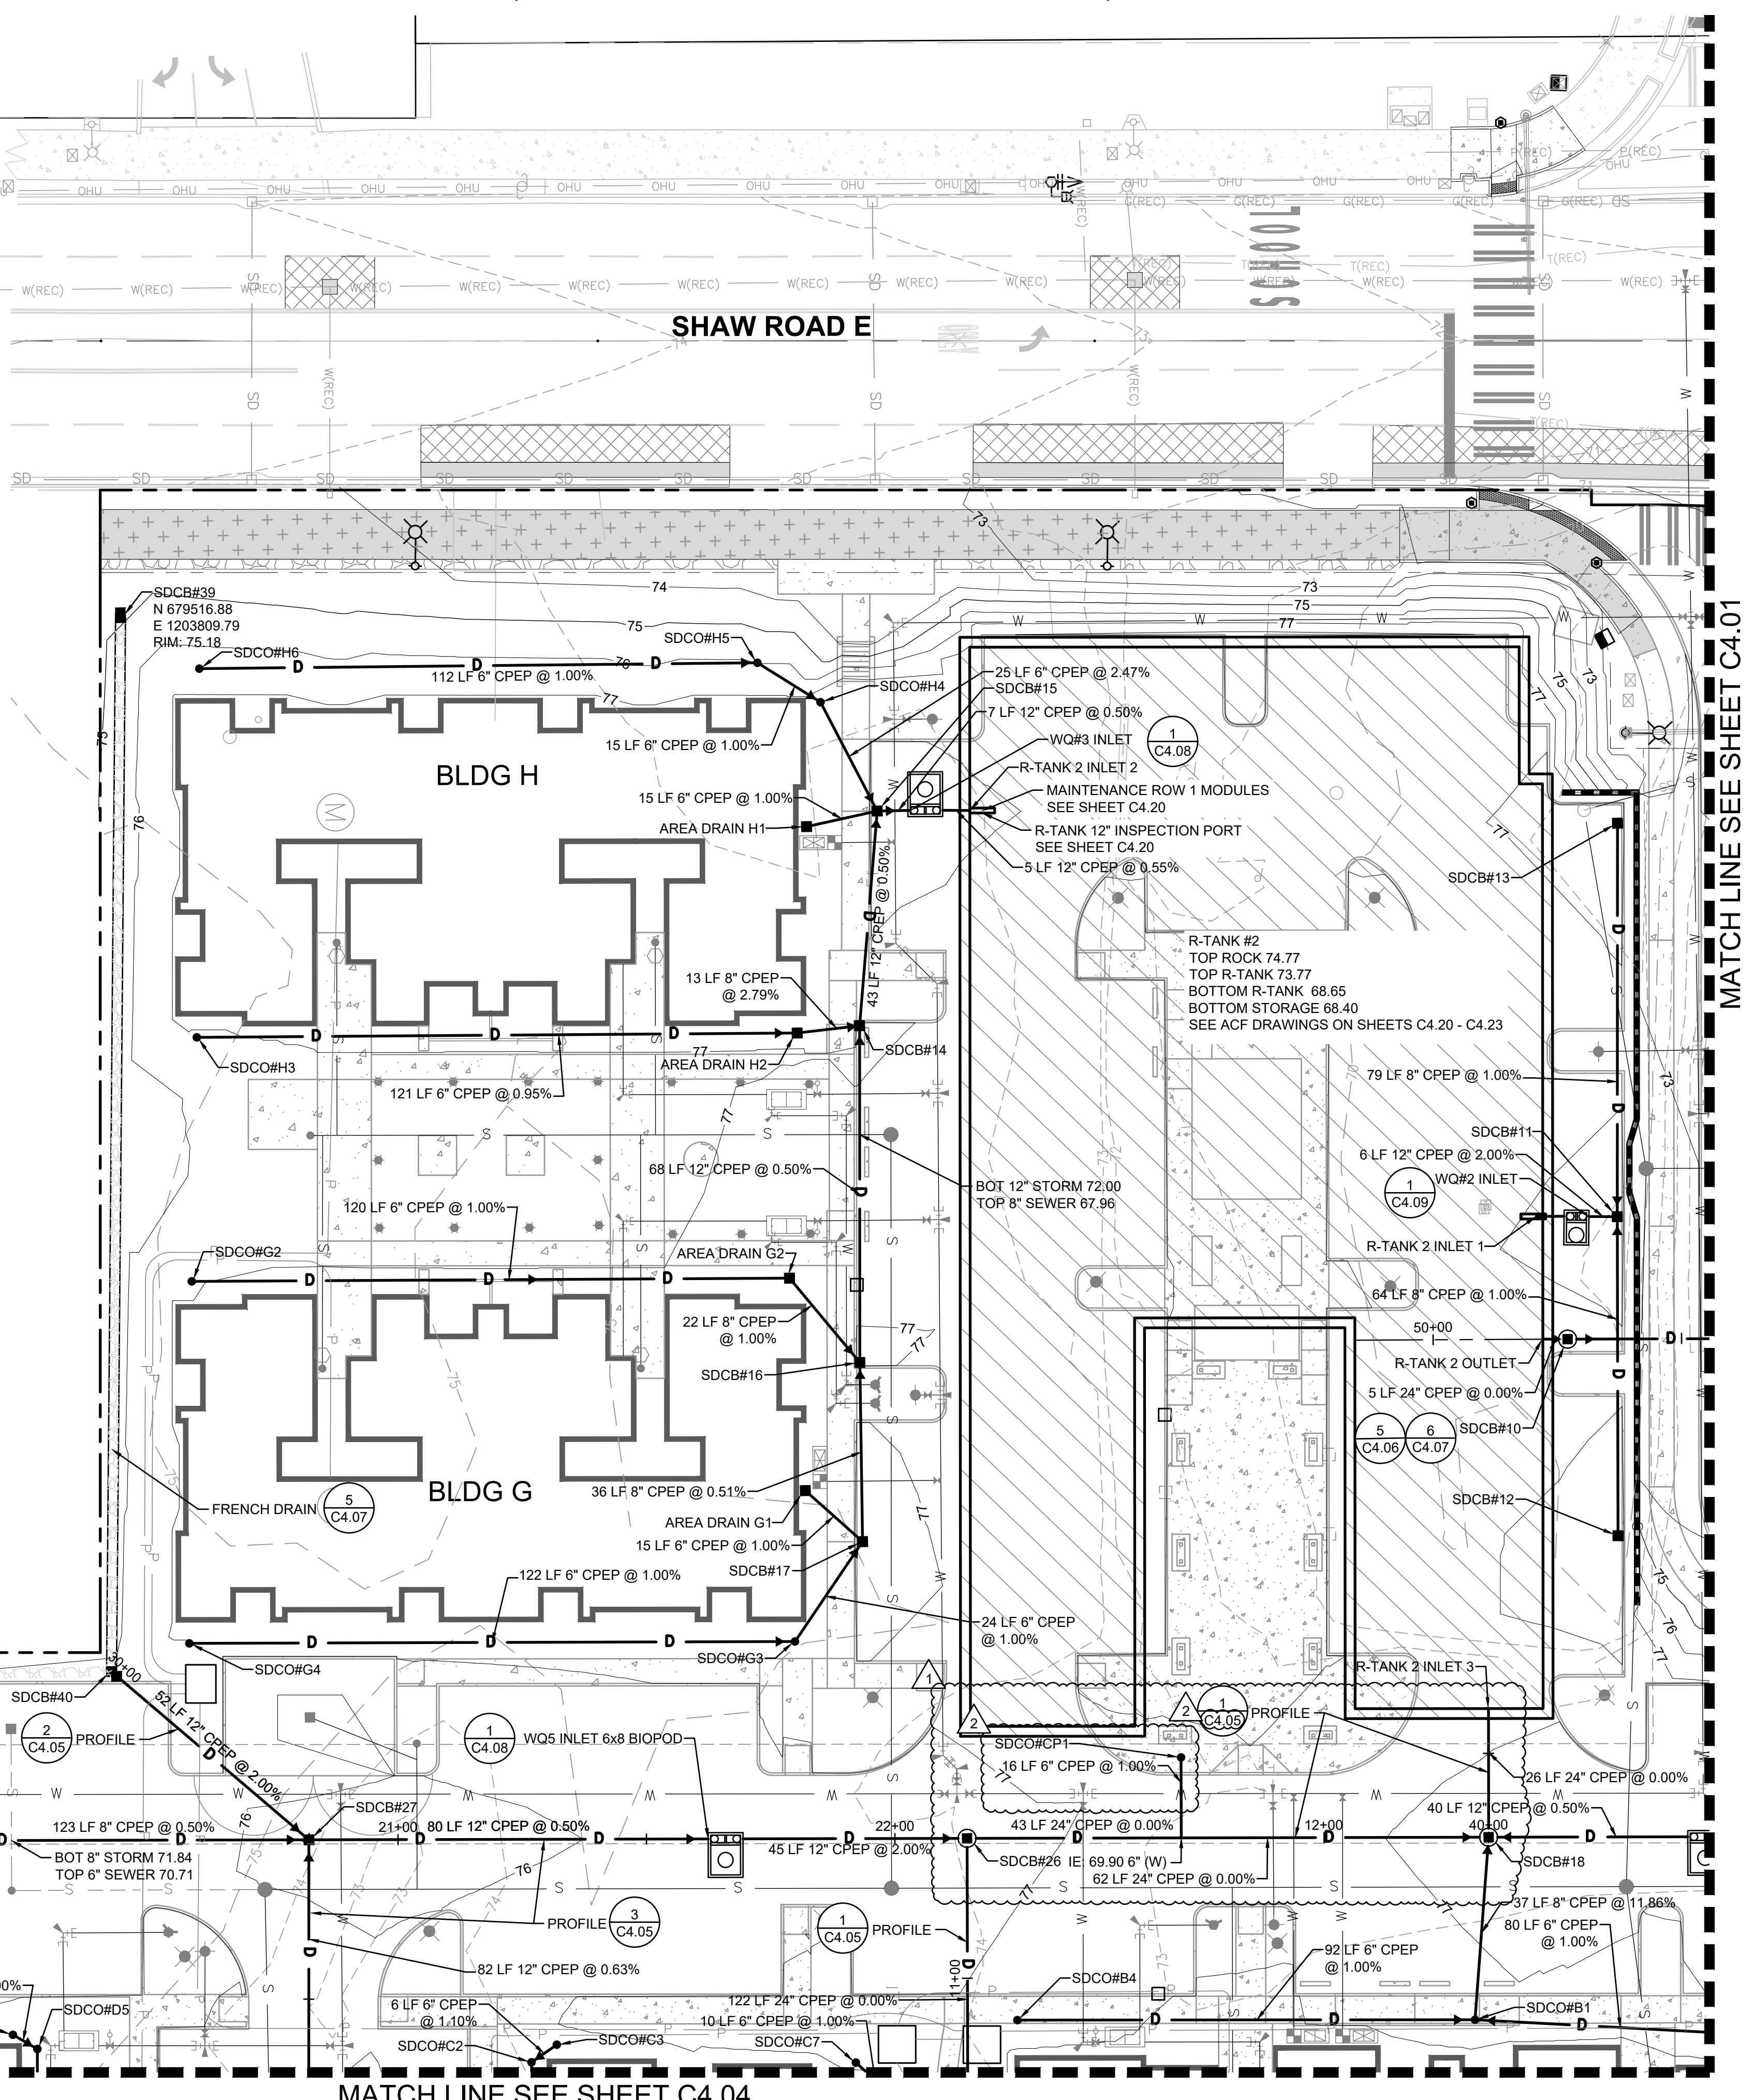 SHAW ROAD E
SCHOOL
MATCH LINE SEE SHEET C4.01
SDCB#39
N 679516.88
E 1203809.79
RIM: 75.18
SDCO#H6
112 LF 6" CPEP @ 1.00%
SDCO#H5
SDCO#H4
15 LF 6" CPEP @ 1.00%
BLDG H
15 LF 6" CPEP @ 1.00%
AREA DRAIN H1
25 LF 6" CPEP @ 2.47%
SDCB#15
7 LF 12" CPEP @ 0.50%
WQ#3 INLET
1
C4.08
R-TANK 2 INLET 2
MAINTENANCE ROW 1 MODULES
SEE SHEET C4.20
R-TANK 12" INSPECTION PORT
SEE SHEET C4.20
5 LF 12" CPEP @ 0.55%
43 LF 12" CPEP @ 0.50%
13 LF 8" CPEP
@ 2.79%
SDCB#14
AREA DRAIN H2
SDCO#H3
121 LF 6" CPEP @ 0.95%
R-TANK #2
TOP ROCK 74.77
TOP R-TANK 73.77
BOTTOM R-TANK 68.65
BOTTOM STORAGE 68.40
SEE ACF DRAWINGS ON SHEETS C4.20 - C4.23
SDCB#13
79 LF 8" CPEP @ 1.00%
SDCB#11
6 LF 12" CPEP @ 2.00%
WQ#2 INLET
1
C4.09
R-TANK 2 INLET 1
64 LF 8" CPEP @ 1.00%
50+00
R-TANK 2 OUTLET
5 LF 24" CPEP @ 0.00%
SDCB#10
5
C4.06
6
C4.07
SDCB#12
68 LF 12" CPEP @ 0.50%
BOT 12" STORM 72.00
TOP 8" SEWER 67.96
120 LF 6" CPEP @ 1.00%
SDCO#G2
AREA DRAIN G2
22 LF 8" CPEP
@ 1.00%
SDCB#16
BLDG G
36 LF 8" CPEP @ 0.51%
AREA DRAIN G1
15 LF 6" CPEP @ 1.00%
SDCB#17
FRENCH DRAIN
5
C4.07
122 LF 6" CPEP @ 1.00%
24 LF 6" CPEP
@ 1.00%
SDCO#G4
SDCO#G3
30+00
SDCB#40
52 LF 12" CPEP @ 2.00%
2
C4.05
PROFILE
1
C4.08
WQ5 INLET 6x8 BIOPOD
R-TANK 2 INLET 3
1
2
2
1
C4.05
PROFILE
SDCO#CP1
16 LF 6" CPEP @ 1.00%
26 LF 24" CPEP @ 0.00%
SDCB#27
123 LF 8" CPEP @ 0.50%
21+00
80 LF 12" CPEP @ 0.50%
22+00
45 LF 12" CPEP @ 2.00%
43 LF 24" CPEP @ 0.00%
12+00
40+00
40 LF 12" CPEP @ 0.50%
BOT 8" STORM 71.84
TOP 6" SEWER 70.71
SDCB#26
IE: 69.90 6" (W)
62 LF 24" CPEP @ 0.00%
SDCB#18
37 LF 8" CPEP @ 11.86%
PROFILE
3
C4.05
1
C4.05
PROFILE
80 LF 6" CPEP
@ 1.00%
92 LF 6" CPEP
@ 1.00%
82 LF 12" CPEP @ 0.63%
11+00
SDCO#B4
SDCO#B1
SDCO#D5
6 LF 6" CPEP
@ 1.10%
122 LF 24" CPEP @ 0.00%
10 LF 6" CPEP @ 1.00%
SDCO#C2
SDCO#C3
SDCO#C7
MATCH LINE SEE SHEET C4.04